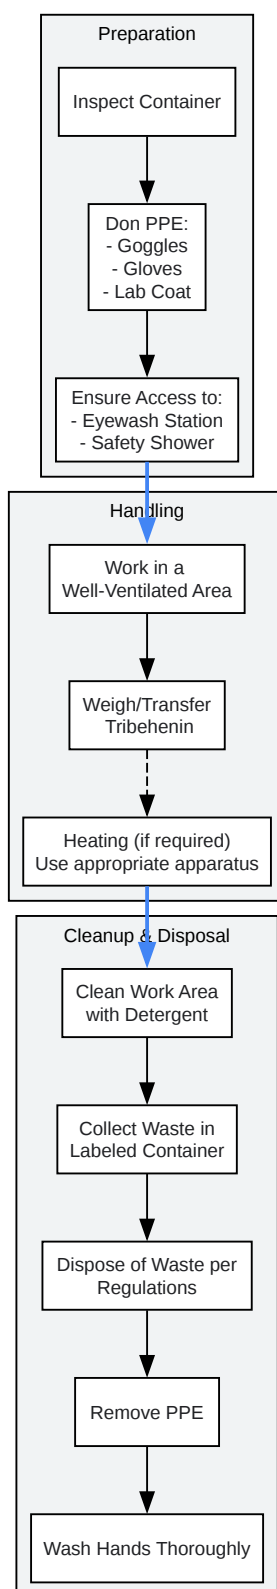 Preparation
Inspect Container
Don PPE:
- Goggles
- Gloves
- Lab Coat
Ensure Access to:
- Eyewash Station
- Safety Shower
Handling
Work in a
Well-Ventilated Area
Weigh/Transfer
Tribehenin
Heating (if required)
Use appropriate apparatus
Cleanup & Disposal
Clean Work Area
with Detergent
Collect Waste in
Labeled Container
Dispose of Waste per
Regulations
Remove PPE
Wash Hands Thoroughly